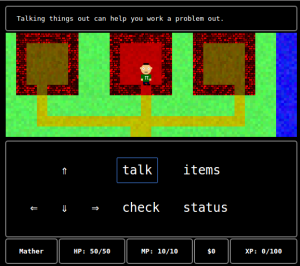 Talking things out can help you work a problem out.
⇑ talk items
⇐ ⇓ ⇒ check status
Mather HP: 50/50 MP: 10/10 $0 XP: 0/100